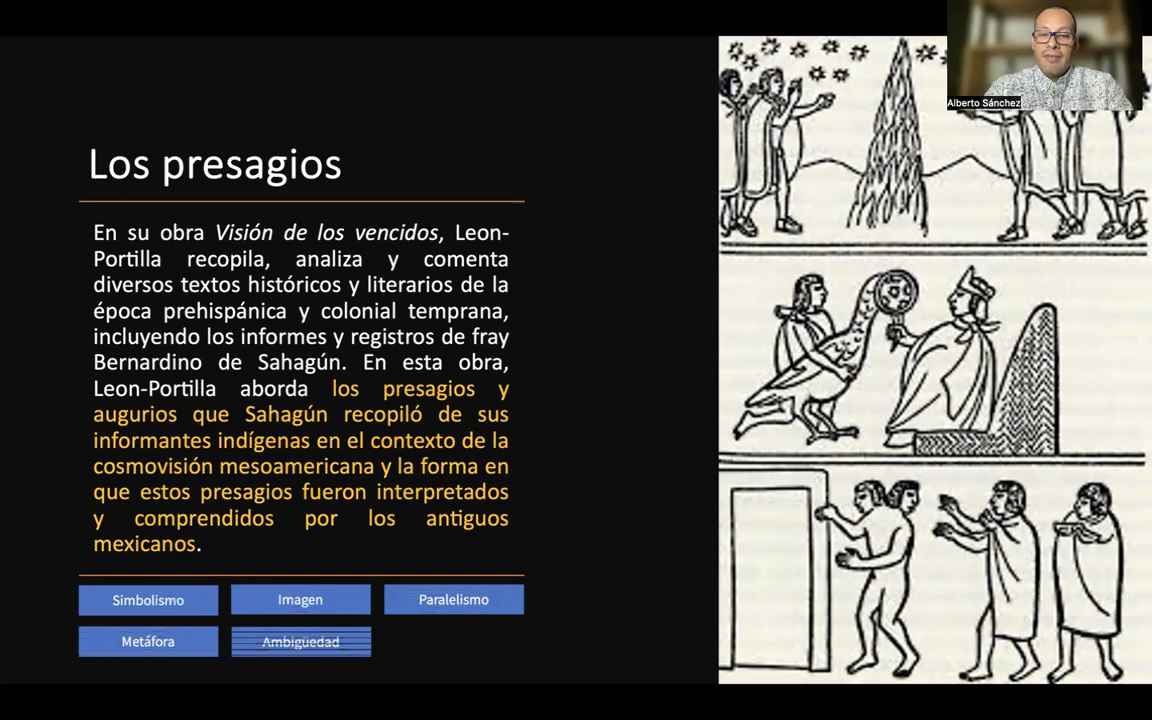 Alberto Sánchez
Los presagios
En su obra Visión de los vencidos, Leon-
Portilla recopila, analiza y comenta
diversos textos históricos y literarios de la
época prehispánica y colonial temprana,
incluyendo los informes y registros de fray
Bernardino de Sahagún. En esta obra,
Leon-Portilla aborda los presagios y
augurios que Sahagún recopiló de sus
informantes indígenas en el contexto de la
cosmovisión mesoamericana y la forma en
que estos presagios fueron interpretados
y comprendidos por los antiguos
mexicanos.
Simbolismo
Imagen
Paralelismo
Metáfora
Ambigüedad